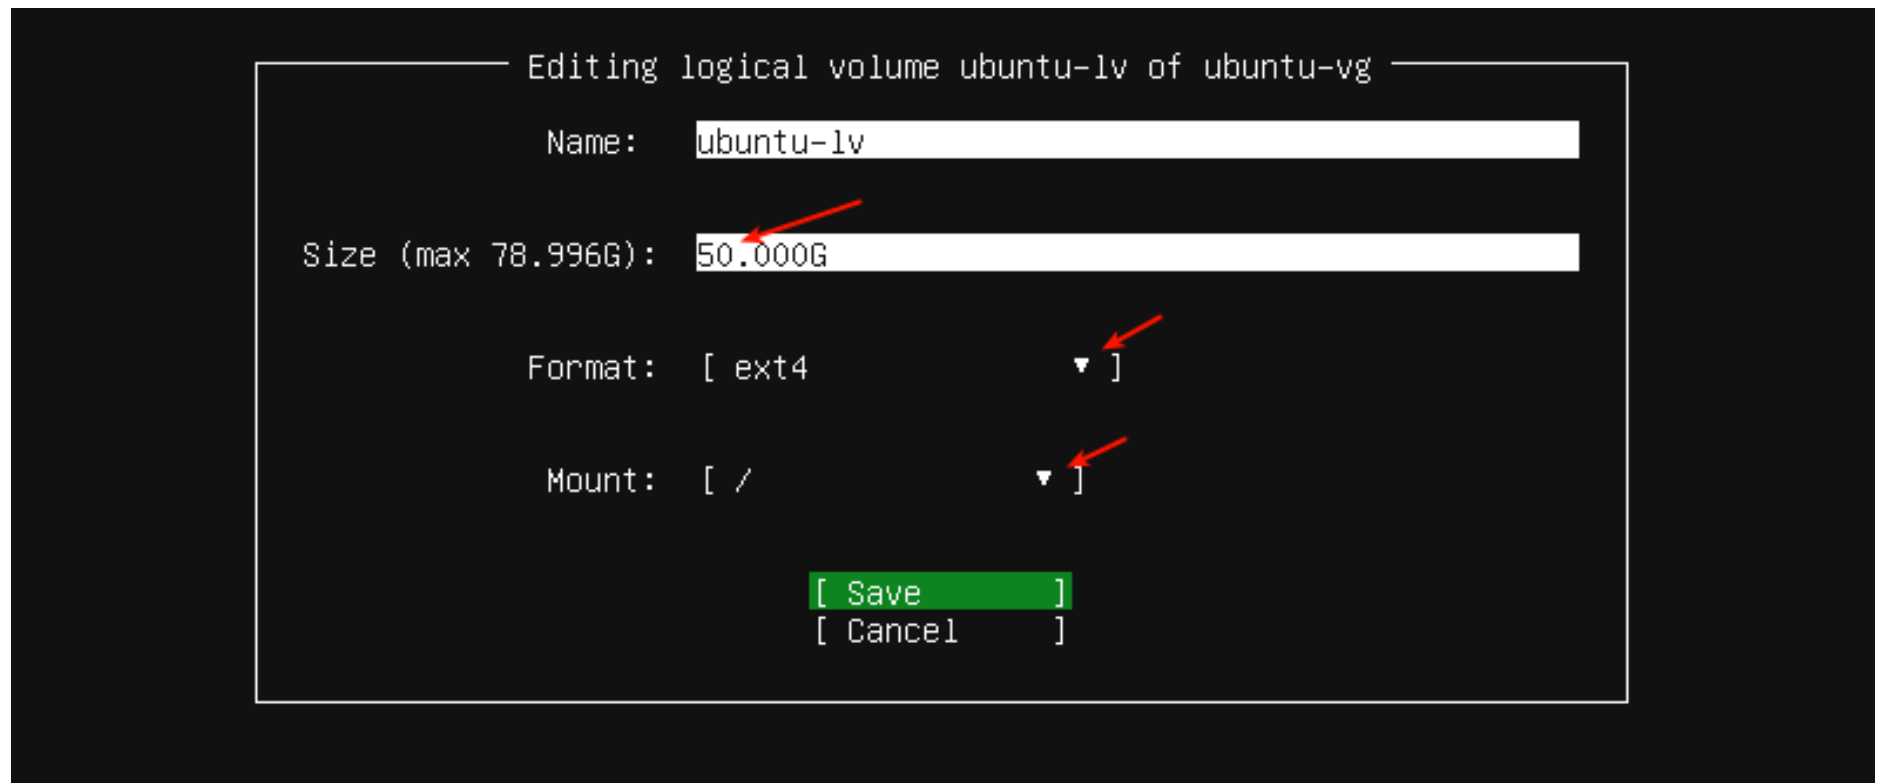 Editing logical volume ubuntu-lv of ubuntu-vg
Name: ubuntu-lv
Size (max 78.996G): 50.000G
Format: [ ext4 ▼ ]
Mount: [ / ▼ ]
[ Save ]
[ Cancel ]